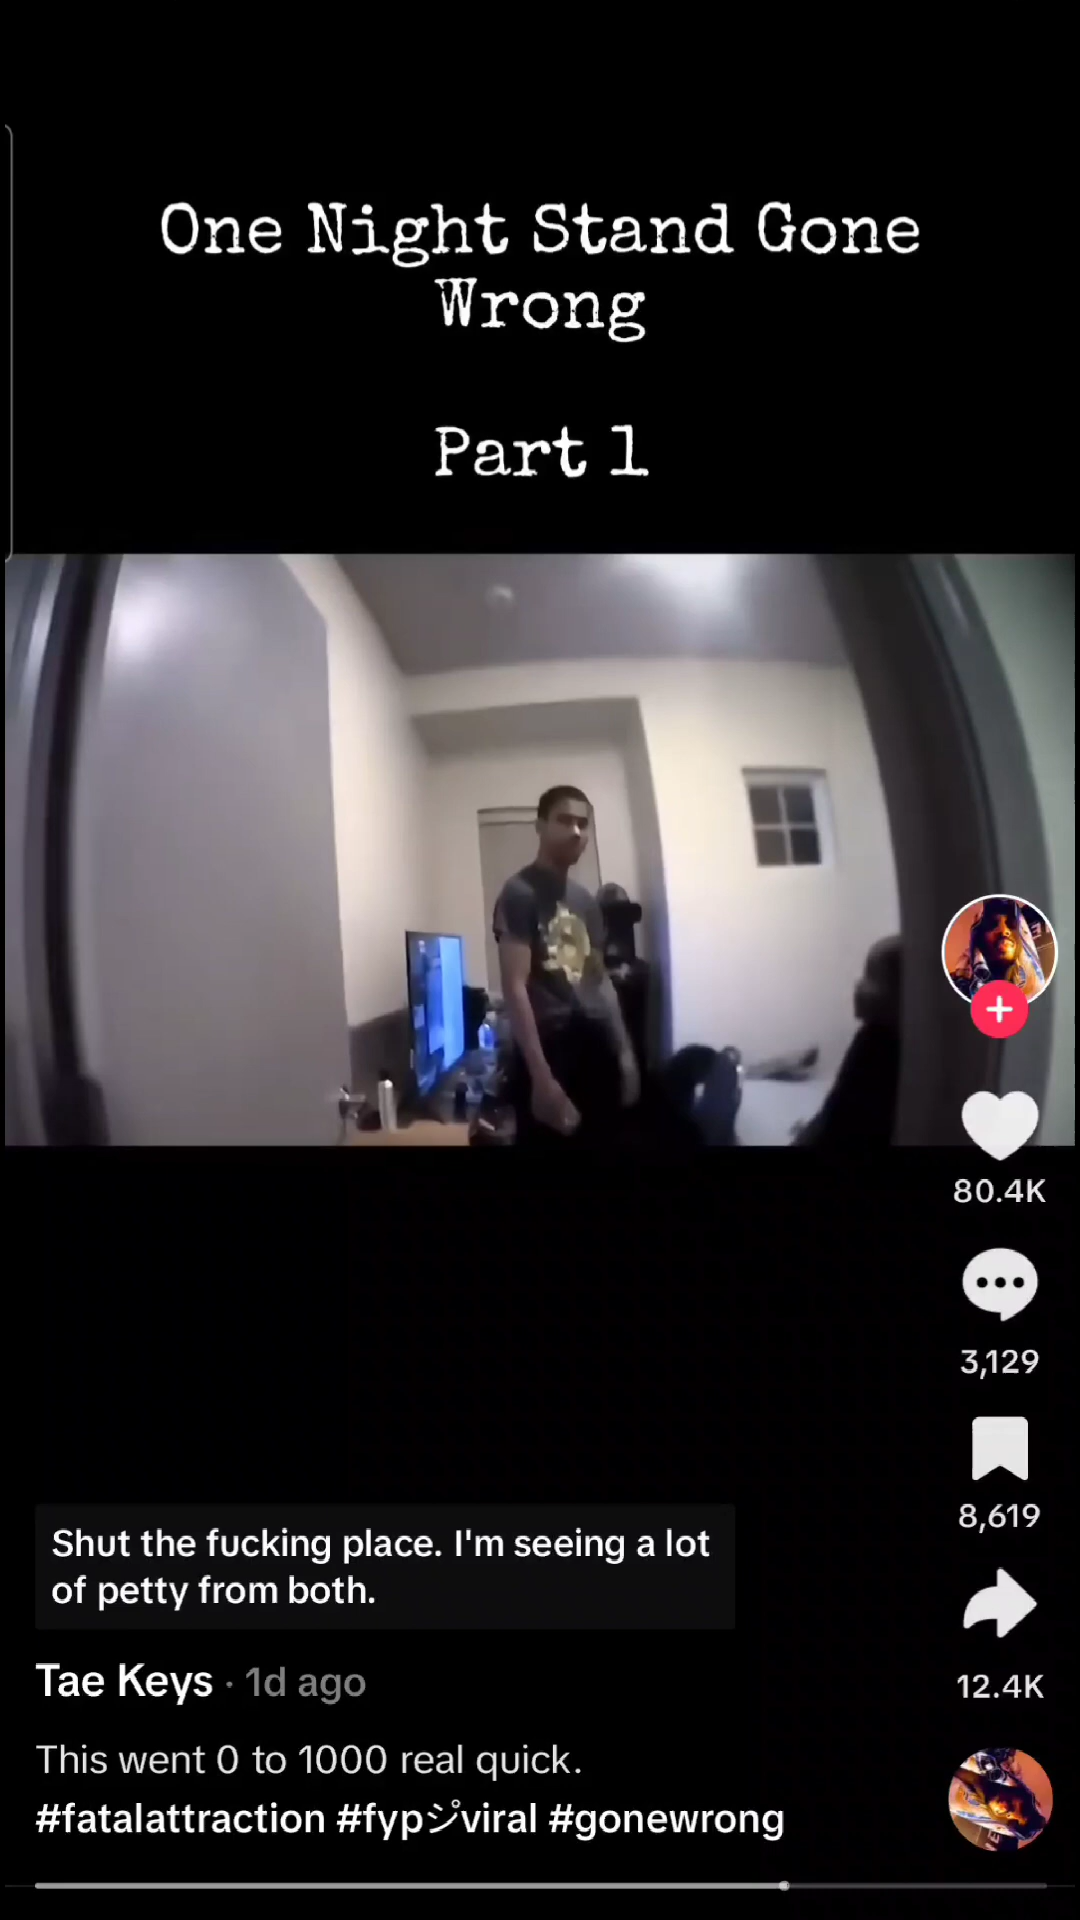 One Night Stand Gone
Wrong
Part 1
80.4K
3,129
8,619
12.4K
Shut the fucking place. I'm seeing a lot
of petty from both.
Tae Keys · 1d ago
This went 0 to 1000 real quick.
#fatalattraction #fypシviral #gonewrong